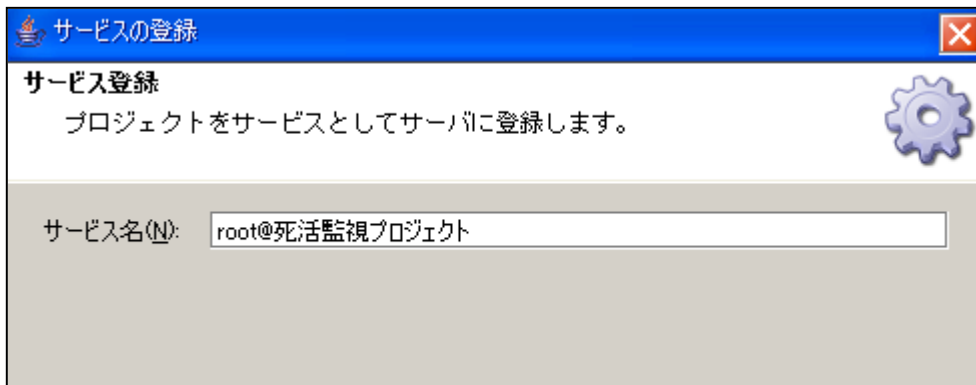 サービスの登録
サービス登録
プロジェクトをサービスとしてサーバに登録します。
サービス名(N): root@死活監視プロジェクト